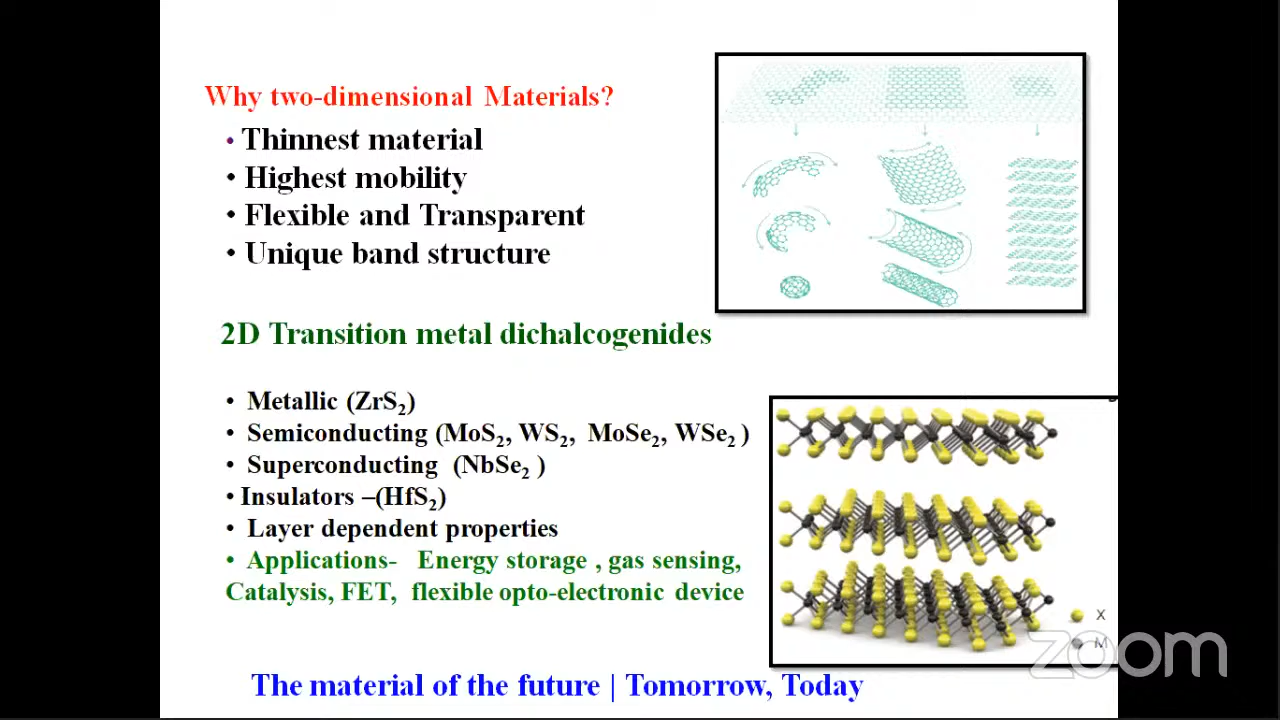 Why two-dimensional Materials?
• Thinnest material
• Highest mobility
• Flexible and Transparent
• Unique band structure
2D Transition metal dichalcogenides
• Metallic (ZrS₂)
• Semiconducting (MoS₂, WS₂, MoSe₂, WSe₂ )
• Superconducting (NbSe₂ )
• Insulators –(HfS₂)
• Layer dependent properties
• Applications- Energy storage , gas sensing,
Catalysis, FET, flexible opto-electronic device
X
M
zoom
The material of the future | Tomorrow, Today